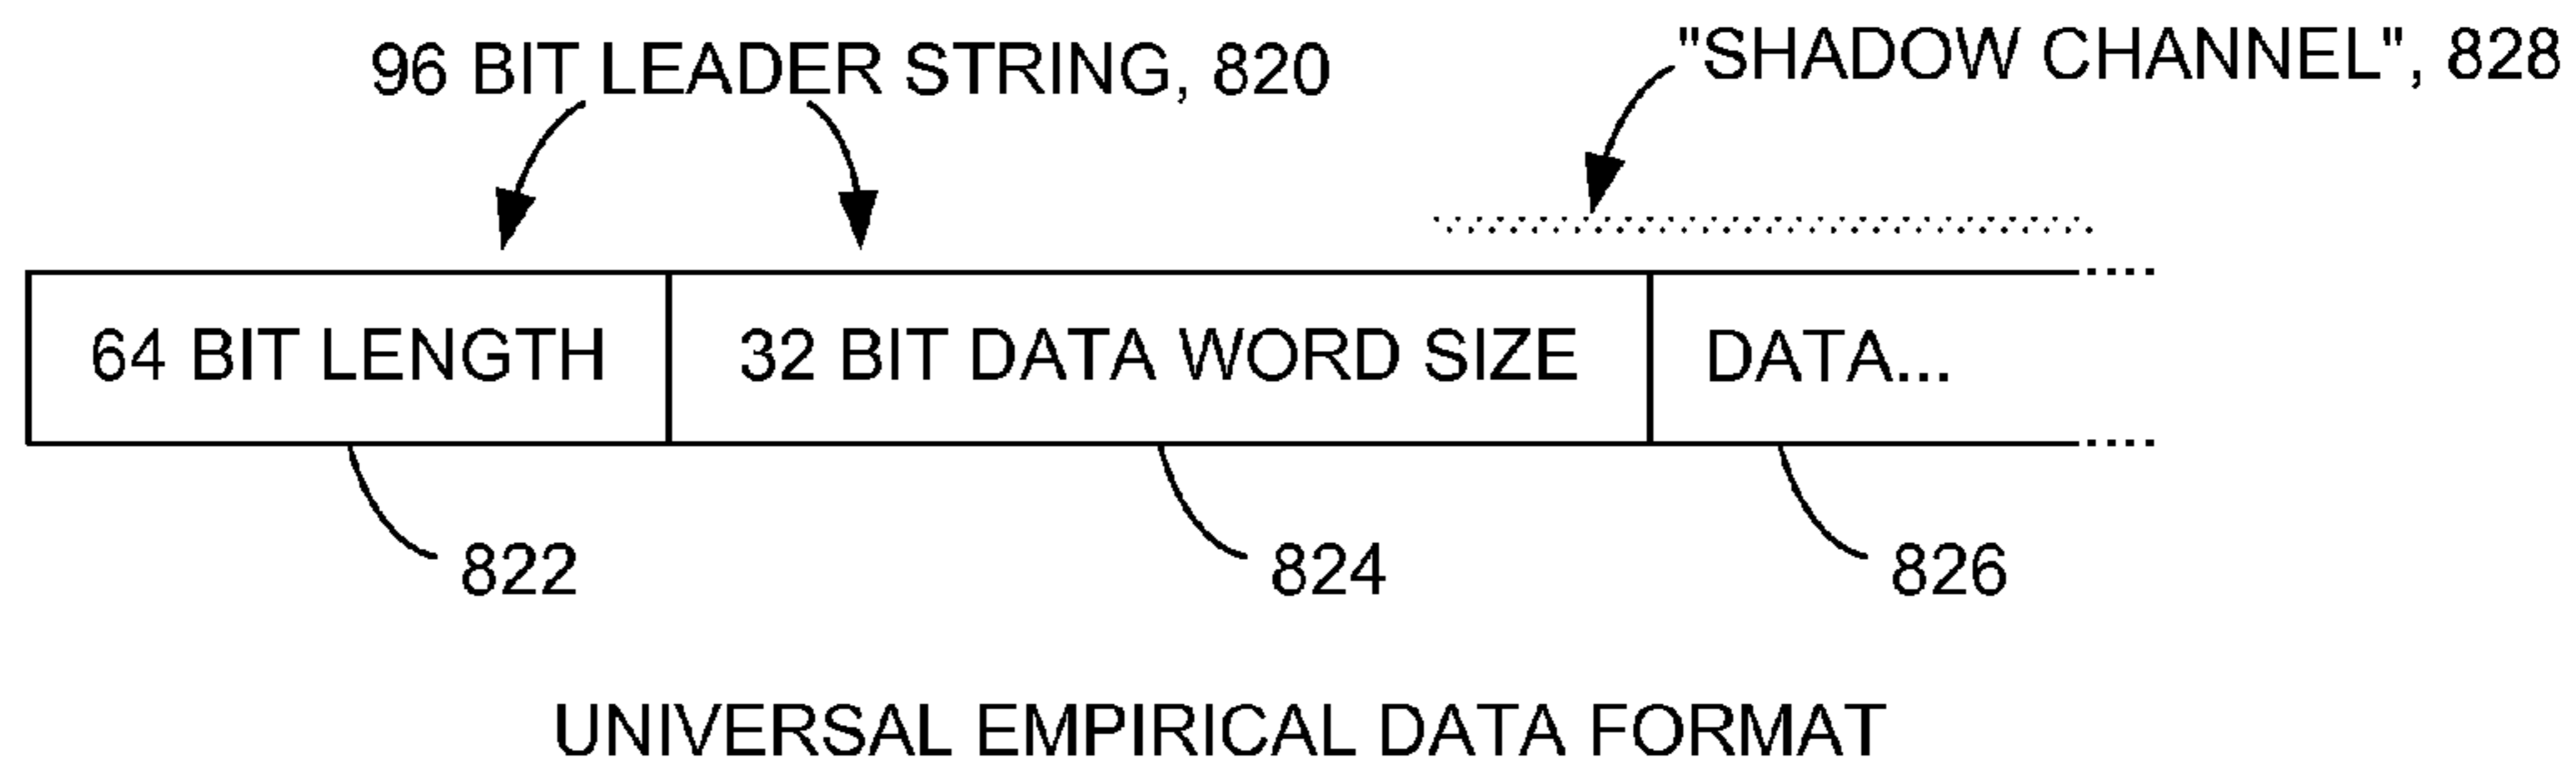 96 BIT LEADER STRING, 820
"SHADOW CHANNEL", 828
64 BIT LENGTH
32 BIT DATA WORD SIZE
DATA...
822
824
826
UNIVERSAL EMPIRICAL DATA FORMAT